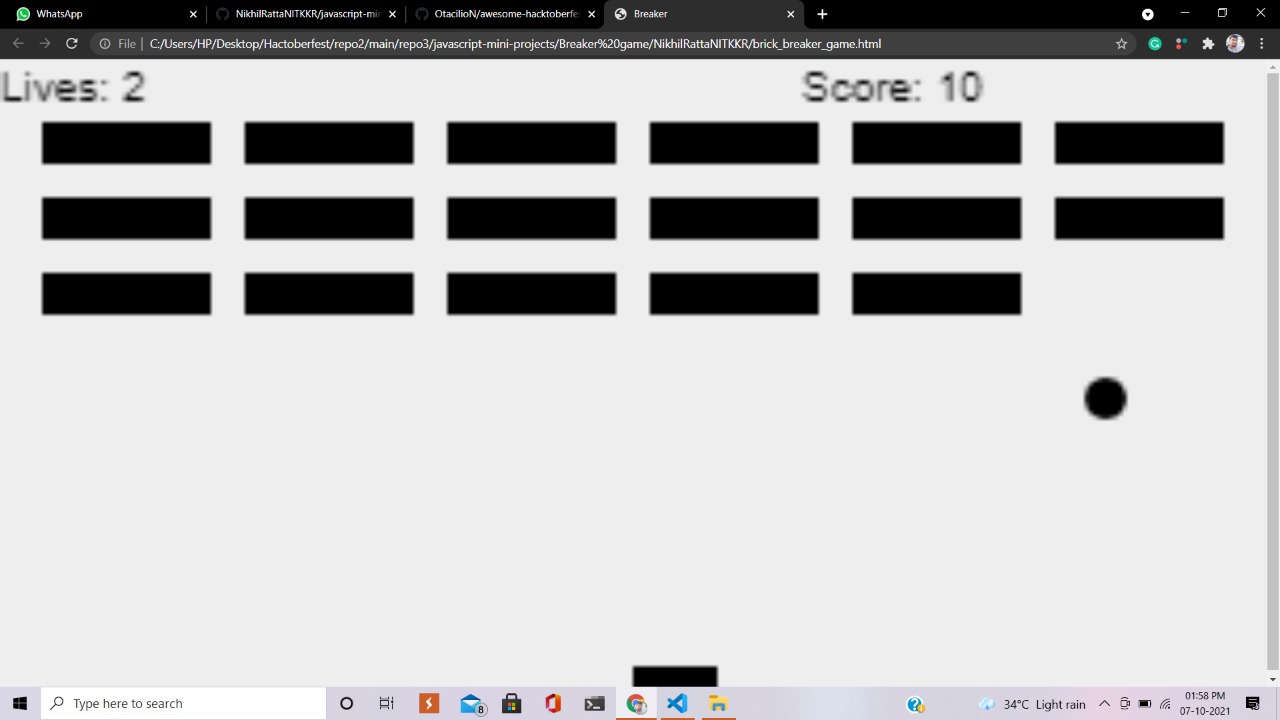 WhatsApp
NikhilRattaNITKKR/javascript-mi
OtacilioN/awesome-hacktoberfe
Breaker
File
C:/Users/HP/Desktop/Hactoberfest/repo2/main/repo3/javascript-mini-projects/Breaker%20game/NikhilRattaNITKKR/brick_breaker_game.html
Lives: 2
Score: 10
Type here to search
8
34°C Light rain
01:58 PM
07-10-2021